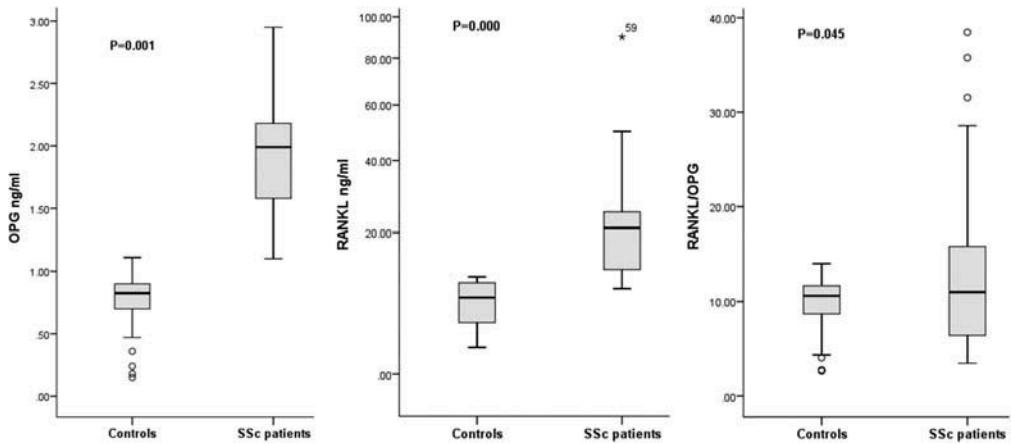 3.00
2.50
2.00
1.50
1.00
.50
.00
OPG ng/ml
P=0.001
Controls
SSc patients
100.00
80.00
60.00
40.00
20.00
.00
RANKL ng/ml
P=0.000
59
Controls
SSc patients
40.00
30.00
20.00
10.00
.00
RANKL/OPG
P=0.045
Controls
SSc patients